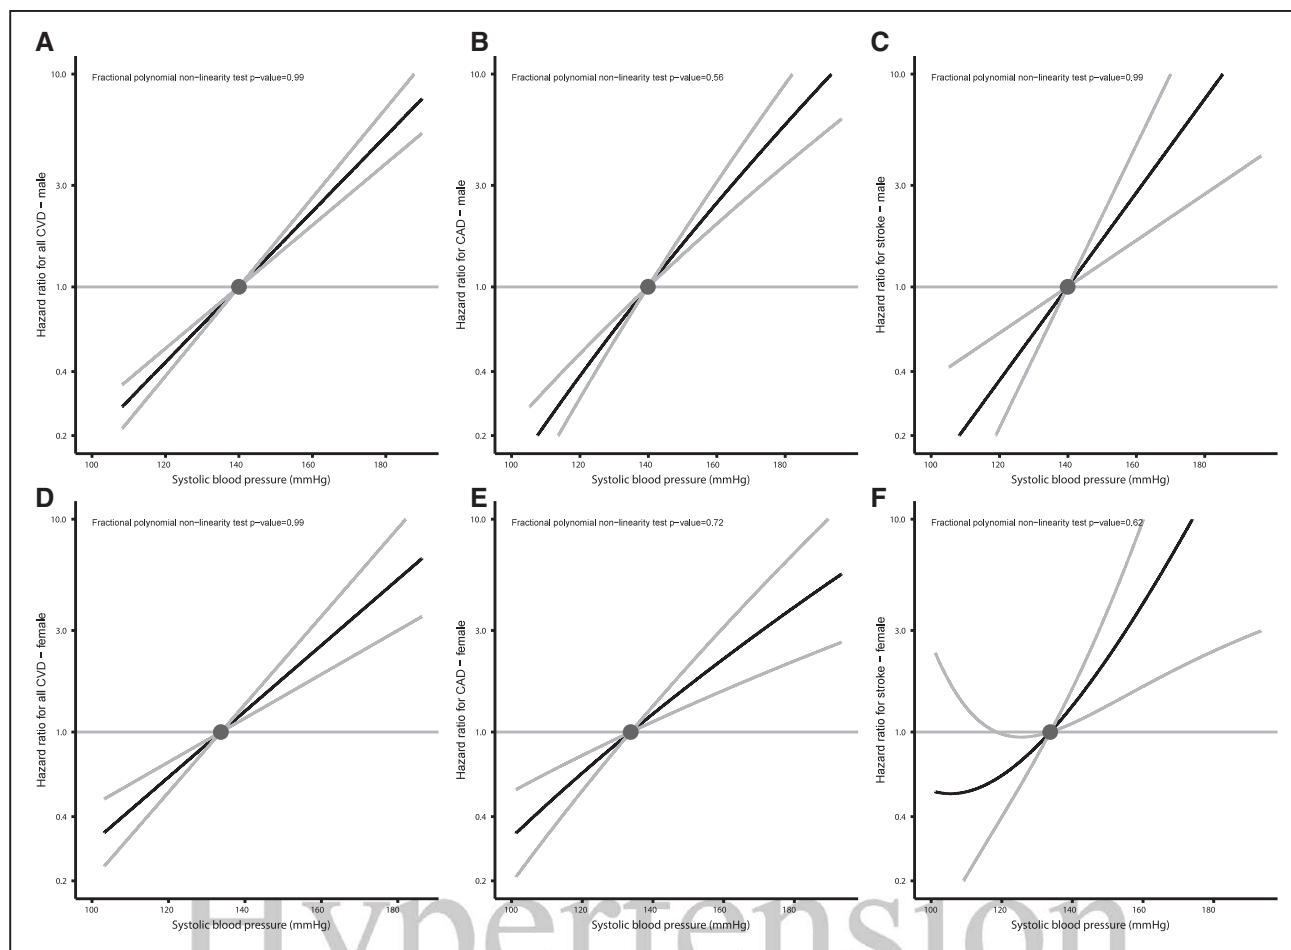 A
Fractional polynomial non-linearity test p-value=0.99
Hazard ratio for all CVD – male
10.0
3.0
1.0
0.4
0.2
100 120 140 160 180
Systolic blood pressure (mmHg)
B
Fractional polynomial non-linearity test p-value=0.56
Hazard ratio for CAD – male
10.0
3.0
1.0
0.4
0.2
100 120 140 160 180
Systolic blood pressure (mmHg)
C
Fractional polynomial non-linearity test p-value=0.99
Hazard ratio for stroke – male
10.0
3.0
1.0
0.4
0.2
100 120 140 160 180
Systolic blood pressure (mmHg)
D
Fractional polynomial non-linearity test p-value=0.99
Hazard ratio for all CVD – female
10.0
3.0
1.0
0.4
0.2
100 120 140 160 180
Systolic blood pressure (mmHg)
E
Fractional polynomial non-linearity test p-value=0.72
Hazard ratio for CAD – female
10.0
3.0
1.0
0.4
0.2
100 120 140 160 180
Systolic blood pressure (mmHg)
F
Fractional polynomial non-linearity test p-value=0.62
Hazard ratio for stroke – female
10.0
3.0
1.0
0.4
0.2
100 120 140 160 180
Systolic blood pressure (mmHg)
Hypertension